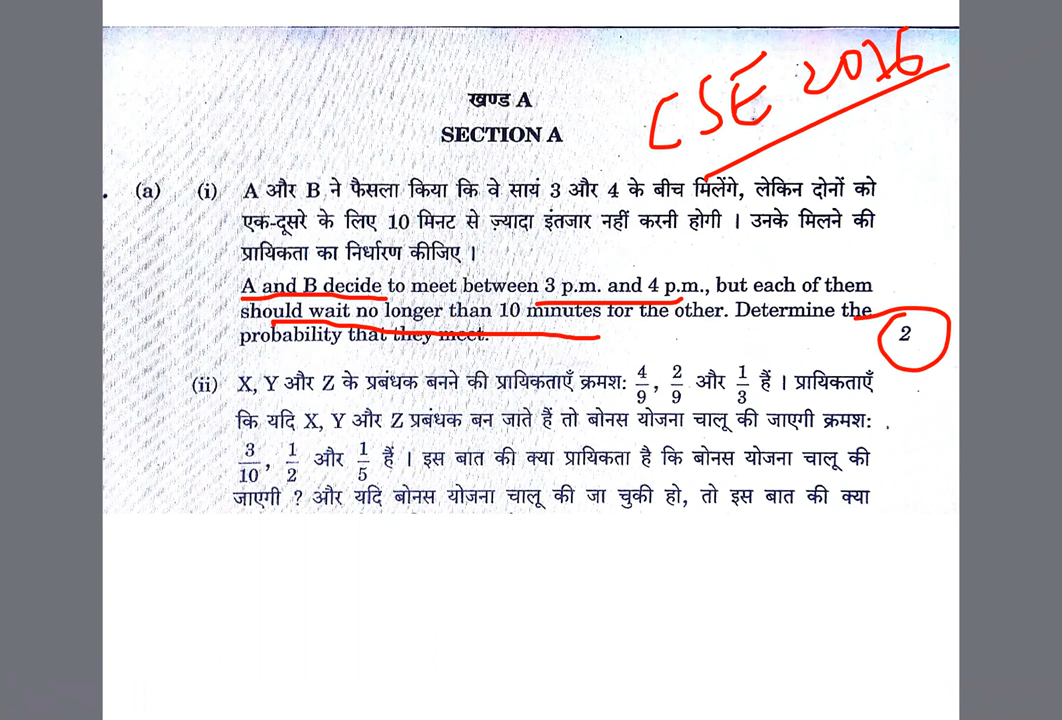 CSE 2016
खण्ड A
SECTION A
(a) (i) A और B ने फैसला किया कि वे सायं 3 और 4 के बीच मिलेंगे, लेकिन दोनों को
एक-दूसरे के लिए 10 मिनट से ज़्यादा इंतजार नहीं करनी होगी । उनके मिलने की
प्रायिकता का निर्धारण कीजिए ।
A and B decide to meet between 3 p.m. and 4 p.m., but each of them
should wait no longer than 10 minutes for the other. Determine the
probability that they meet. 2
(ii) X, Y और Z के प्रबंधक बनने की प्रायिकताएँ क्रमश: 4/9, 2/9 और 1/3 हैं । प्रायिकताएँ
कि यदि X, Y और Z प्रबंधक बन जाते हैं तो बोनस योजना चालू की जाएगी क्रमश:
3/10, 1/2 और 1/5 हैं । इस बात की क्या प्रायिकता है कि बोनस योजना चालू की
जाएगी ? और यदि बोनस योजना चालू की जा चुकी हो, तो इस बात की क्या